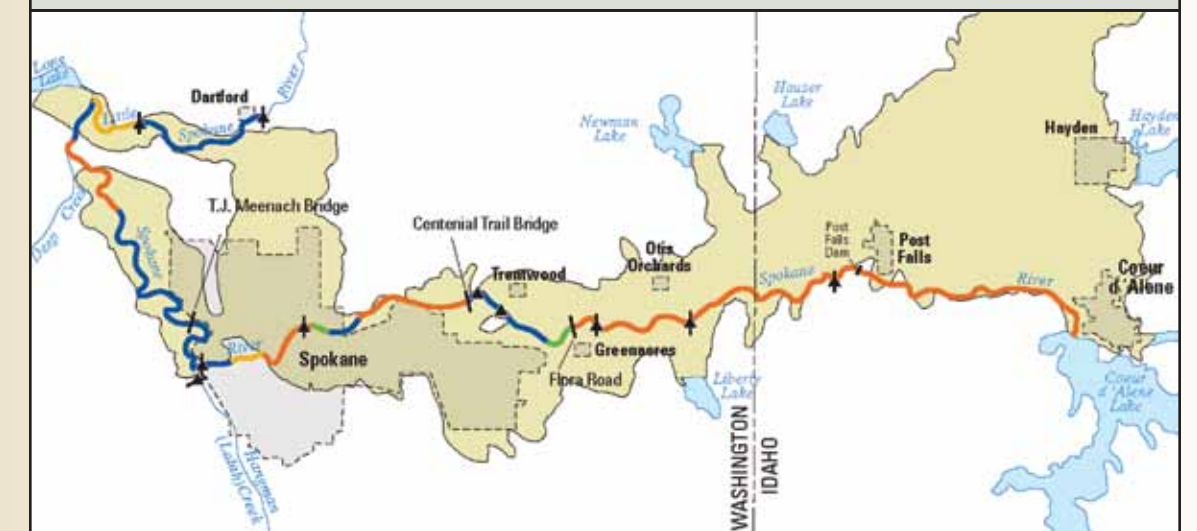 Long
Lake
Dartford
River
Little
Spokane
Newman
Lake
Hauser
Lake
Hayden
Hayden
Lake
T.J. Meenach Bridge
Deep
Creek
Spokane
Centenial Trail Bridge
Trentwood
Otis
Orchards
Post
Falls
Dam
Post
Falls
Spokane
River
Coeur
d'Alene
River
Spokane
Greenacres
Flora Road
Liberty
Lake
Coeur
d'Alene
Lake
WASHINGTON
IDAHO
Hangman
(Latah) Creek